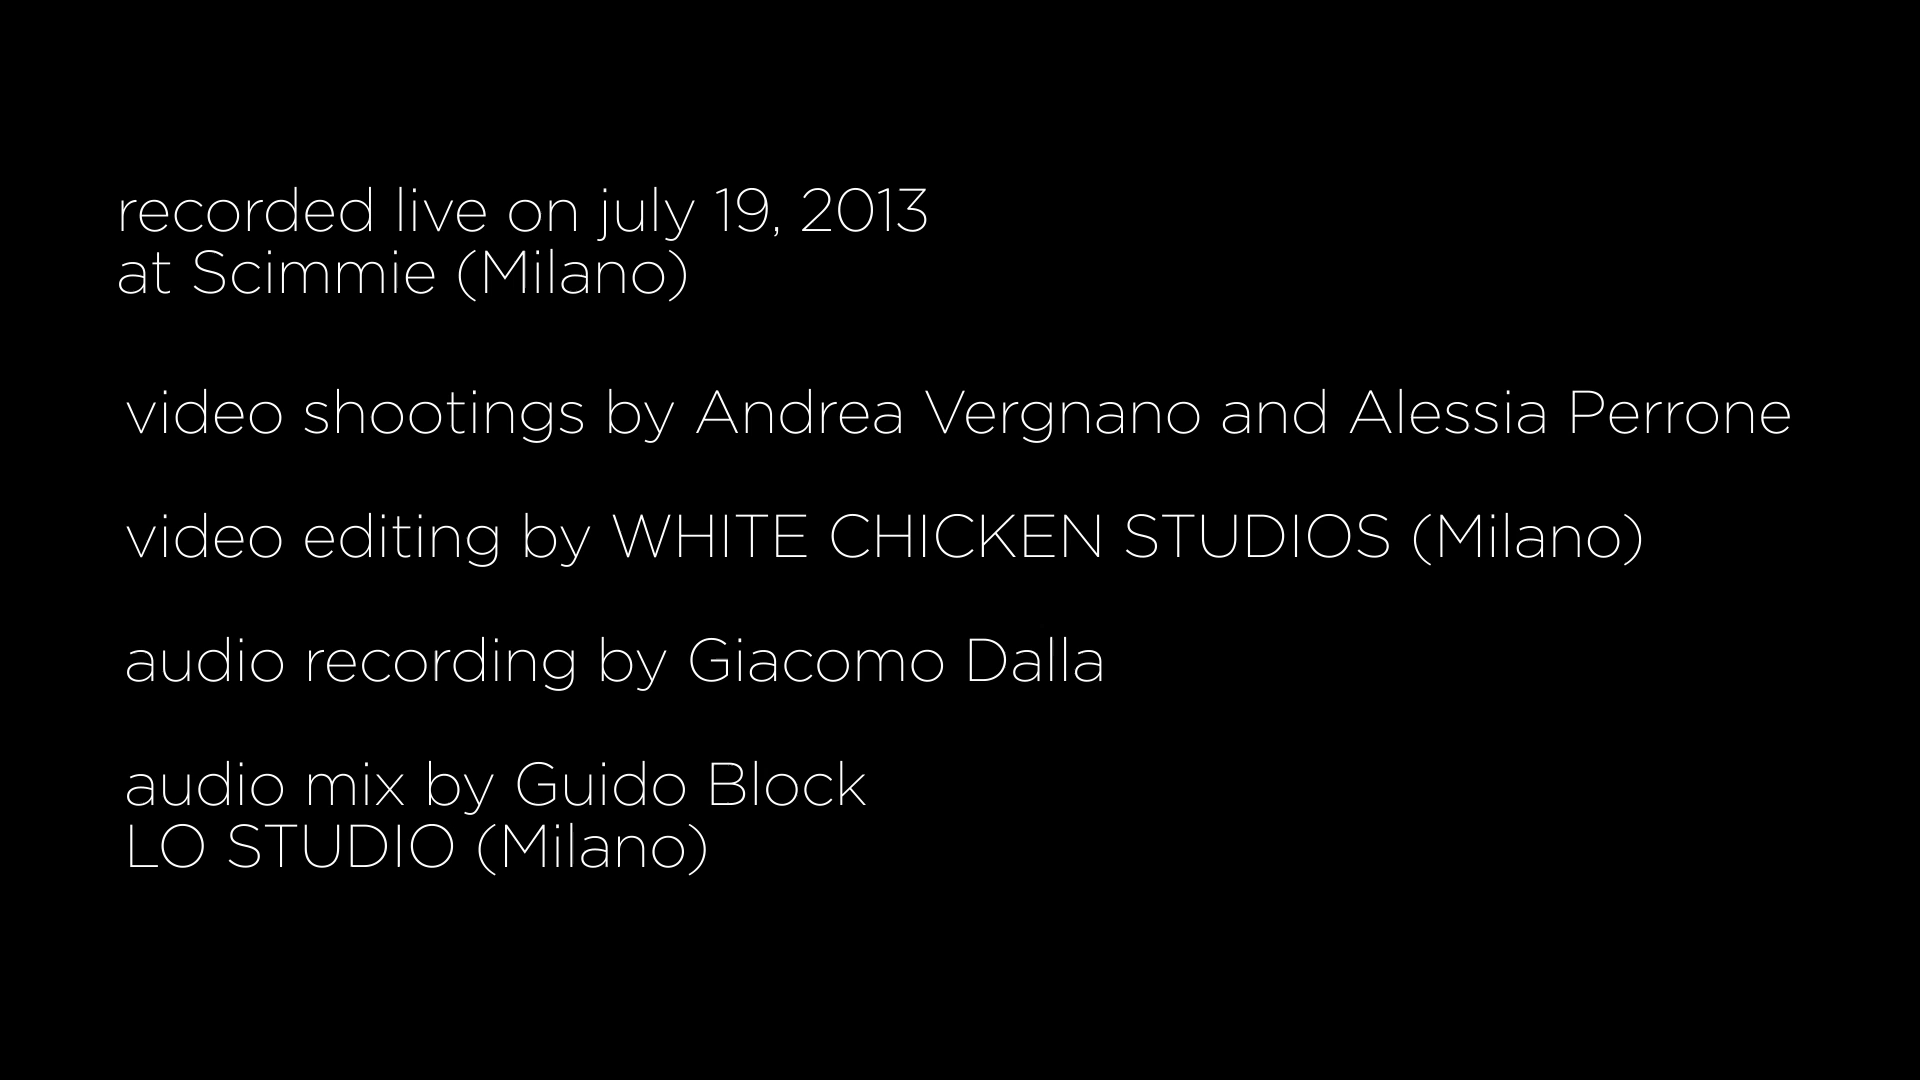 recorded live on july 19, 2013
at Scimmie (Milano)
video shootings by Andrea Vergnano and Alessia Perrone
video editing by WHITE CHICKEN STUDIOS (Milano)
audio recording by Giacomo Dalla
audio mix by Guido Block
LO STUDIO (Milano)